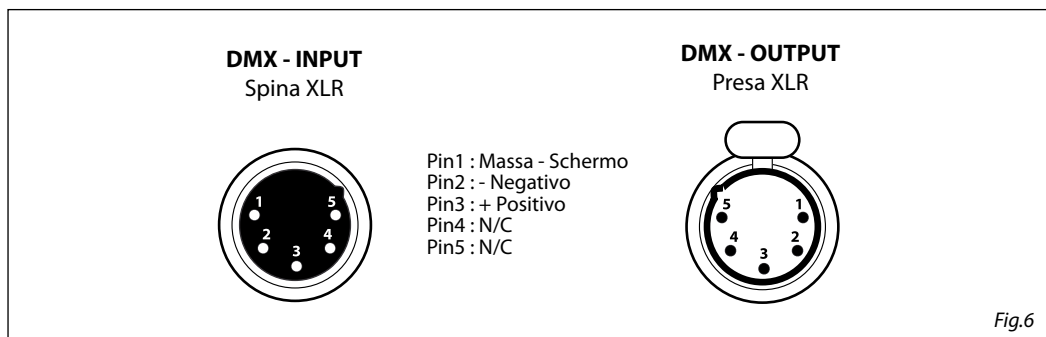 DMX - INPUT
Spina XLR
DMX - OUTPUT
Presa XLR
Pin1 : Massa - Schermo
Pin2 : - Negativo
Pin3 : + Positivo
Pin4 : N/C
Pin5 : N/C
1
5
2
4
3
5
1
4
2
3
Fig.6